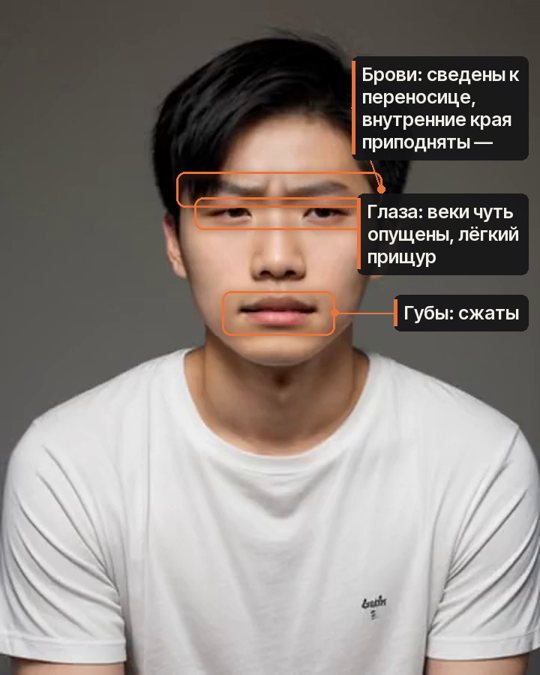 Брови: сведены к
переносице,
внутренние края
приподняты —
Глаза: веки чуть
опущены, лёгкий
прищур
Губы: сжаты